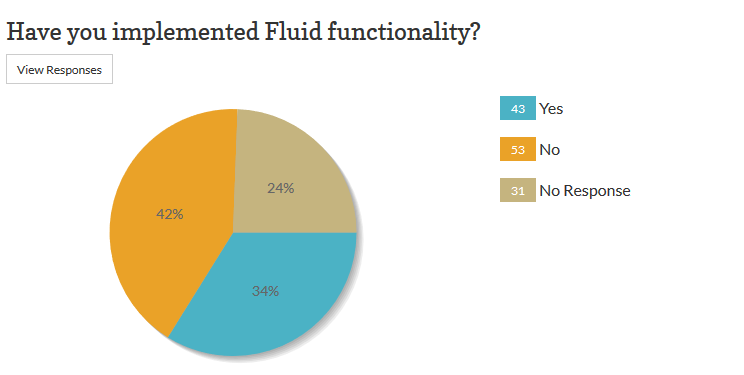 Have you implemented Fluid functionality?
View Responses
43 Yes
53 No
31 No Response
24%
42%
34%